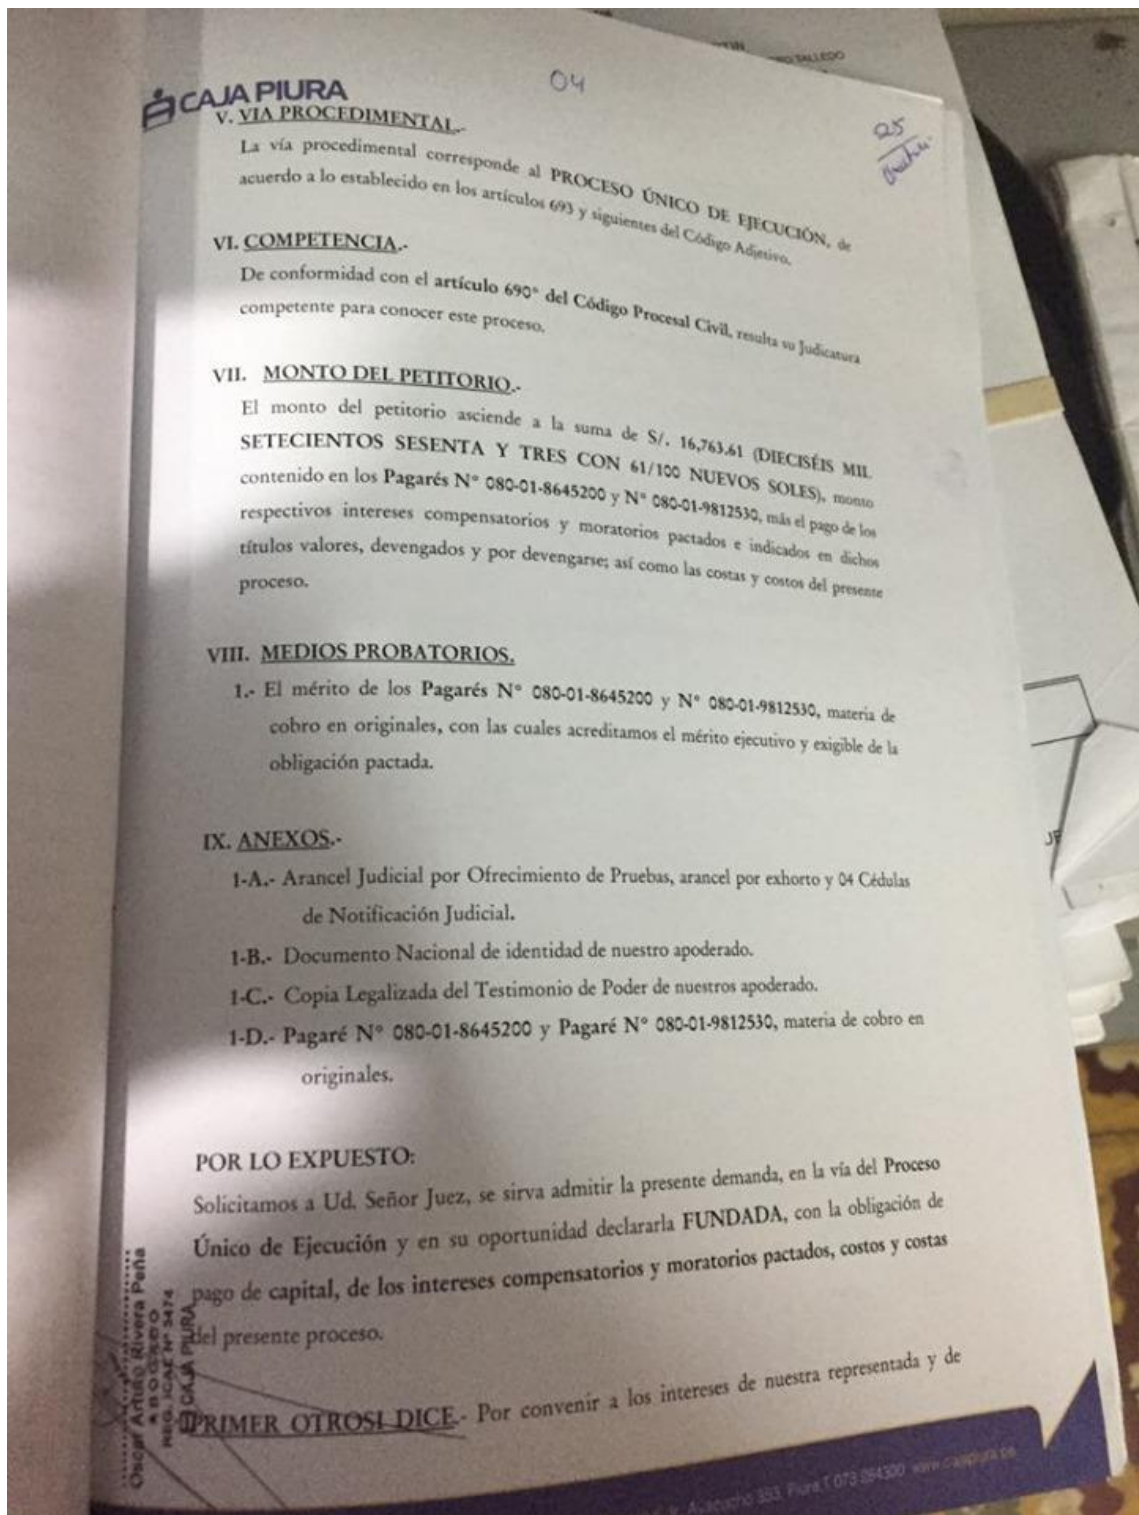 04
CAJA PIURA
25
V. VIA PROCEDIMENTAL.-
La vía procedimental corresponde al PROCESO ÚNICO DE EJECUCIÓN, de
acuerdo a lo establecido en los artículos 693 y siguientes del Código Adjetivo.
VI. COMPETENCIA.-
De conformidad con el artículo 690° del Código Procesal Civil, resulta su Judicatura
competente para conocer este proceso.
VII. MONTO DEL PETITORIO.-
El monto del petitorio asciende a la suma de S/. 16,763.61 (DIECISÉIS MIL
SETECIENTOS SESENTA Y TRES CON 61/100 NUEVOS SOLES), monto
contenido en los Pagarés N° 080-01-8645200 y N° 080-01-9812530, más el pago de los
respectivos intereses compensatorios y moratorios pactados e indicados en dichos
títulos valores, devengados y por devengarse; así como las costas y costos del presente
proceso.
VIII. MEDIOS PROBATORIOS.
1.- El mérito de los Pagarés N° 080-01-8645200 y N° 080-01-9812530, materia de
cobro en originales, con las cuales acreditamos el mérito ejecutivo y exigible de la
obligación pactada.
IX. ANEXOS.-
1-A.- Arancel Judicial por Ofrecimiento de Pruebas, arancel por exhorto y 04 Cédulas
de Notificación Judicial.
1-B.- Documento Nacional de identidad de nuestro apoderado.
1-C.- Copia Legalizada del Testimonio de Poder de nuestros apoderado.
1-D.- Pagaré N° 080-01-8645200 y Pagaré N° 080-01-9812530, materia de cobro en
originales.
POR LO EXPUESTO:
Solicitamos a Ud. Señor Juez, se sirva admitir la presente demanda, en la vía del Proceso
Único de Ejecución y en su oportunidad declararla FUNDADA, con la obligación de
pago de capital, de los intereses compensatorios y moratorios pactados, costos y costas
del presente proceso.
PRIMER OTROSI DICE.- Por convenir a los intereses de nuestra representada y de
Oscar Arturo Rivera Peña
ABOGADO
REG. ICAL N° 3474
CAJA PIURA
Ayacucho 353, Piura T 073 284300 www.cajapiura.pe